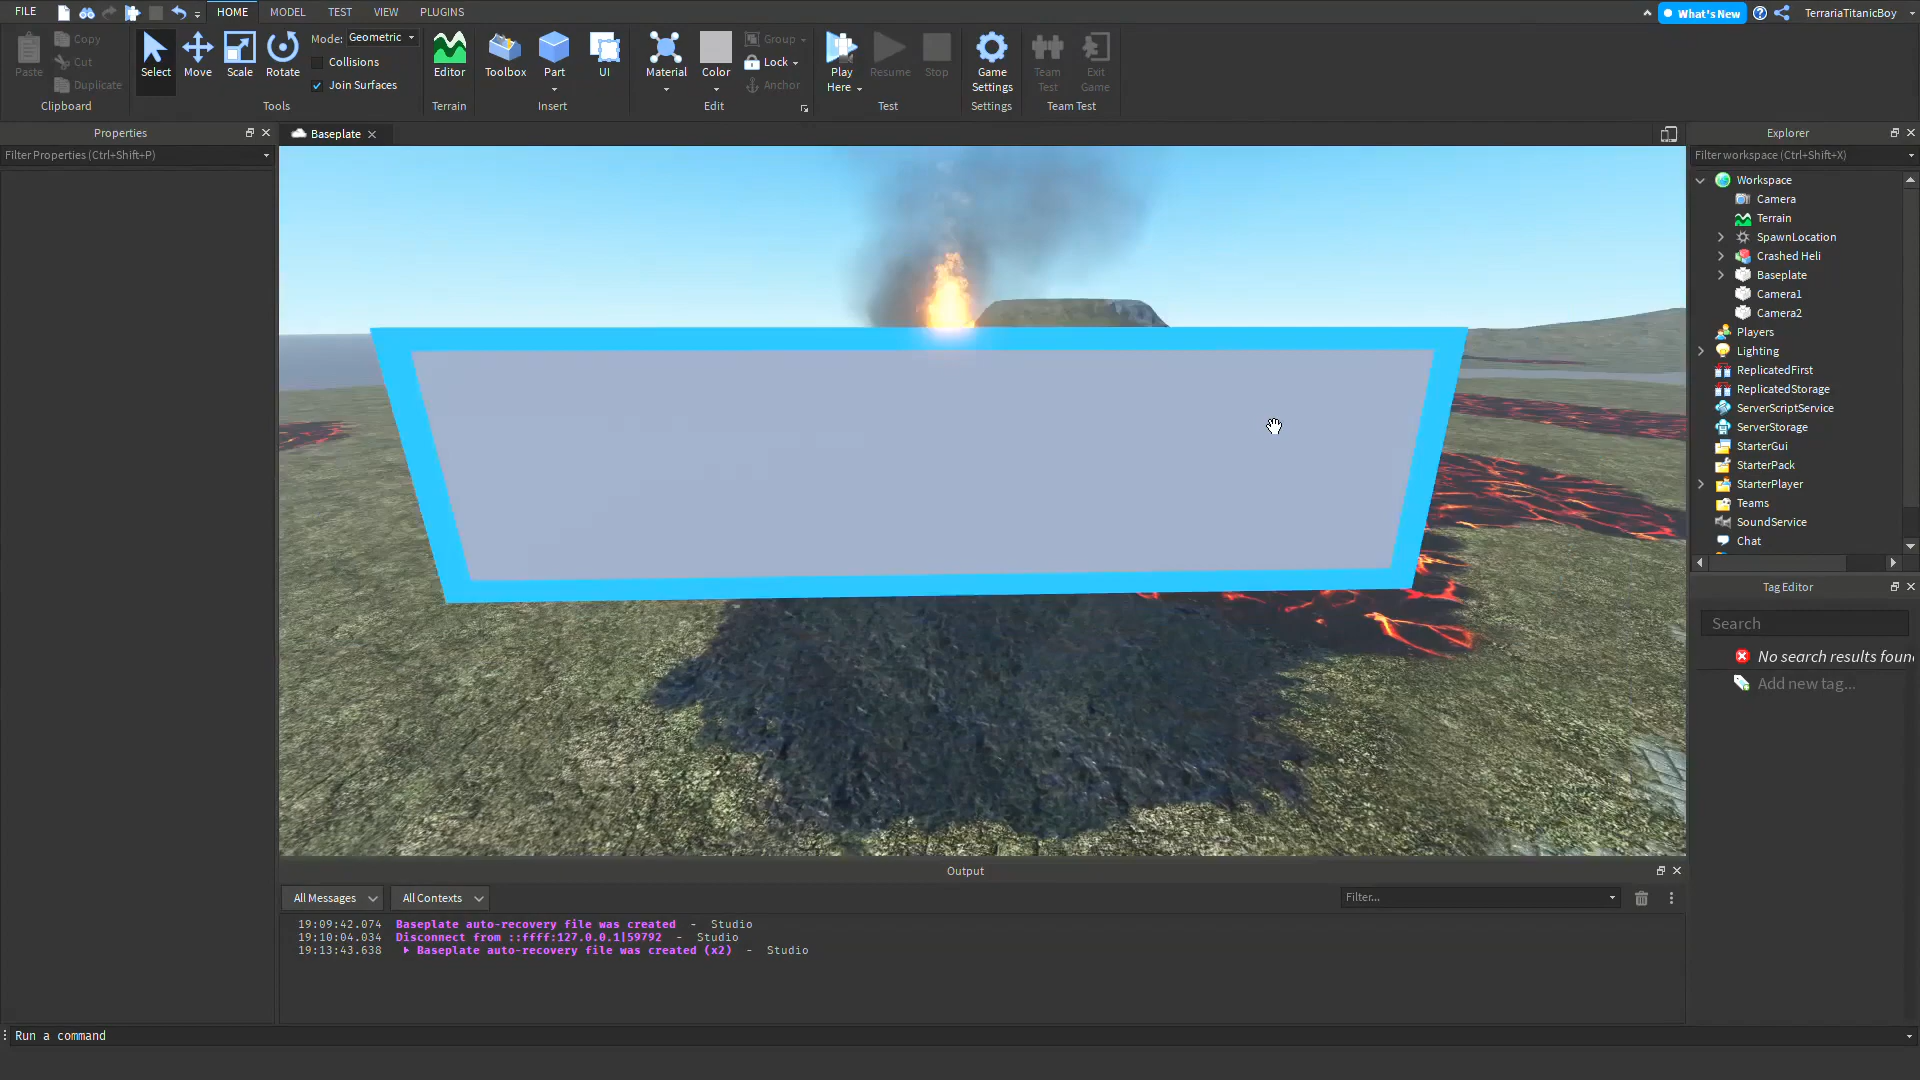 FILE
HOME
MODEL
TEST
VIEW
PLUGINS
What's New
TerrariaTitanicBoy
Paste
Copy
Cut
Duplicate
Clipboard
Select
Move
Scale
Rotate
Mode: Geometric
Collisions
Join Surfaces
Tools
Editor
Terrain
Toolbox
Part
UI
Insert
Material
Color
Group
Lock
Anchor
Edit
Play
Here
Resume
Stop
Test
Game
Settings
Settings
Team
Test
Exit
Game
Team Test
Properties
Filter Properties (Ctrl+Shift+P)
Baseplate
Explorer
Filter workspace (Ctrl+Shift+X)
Workspace
Camera
Terrain
SpawnLocation
Crashed Heli
Baseplate
Camera1
Camera2
Players
Lighting
ReplicatedFirst
ReplicatedStorage
ServerScriptService
ServerStorage
StarterGui
StarterPack
StarterPlayer
Teams
SoundService
Chat
Tag Editor
Search
No search results foun
Add new tag...
Output
All Messages
All Contexts
Filter...
19:09:42.074 Baseplate auto-recovery file was created - Studio
19:10:04.034 Disconnect from ::ffff:127.0.0.1|59792 - Studio
19:13:43.638 Baseplate auto-recovery file was created (x2) - Studio
Run a command